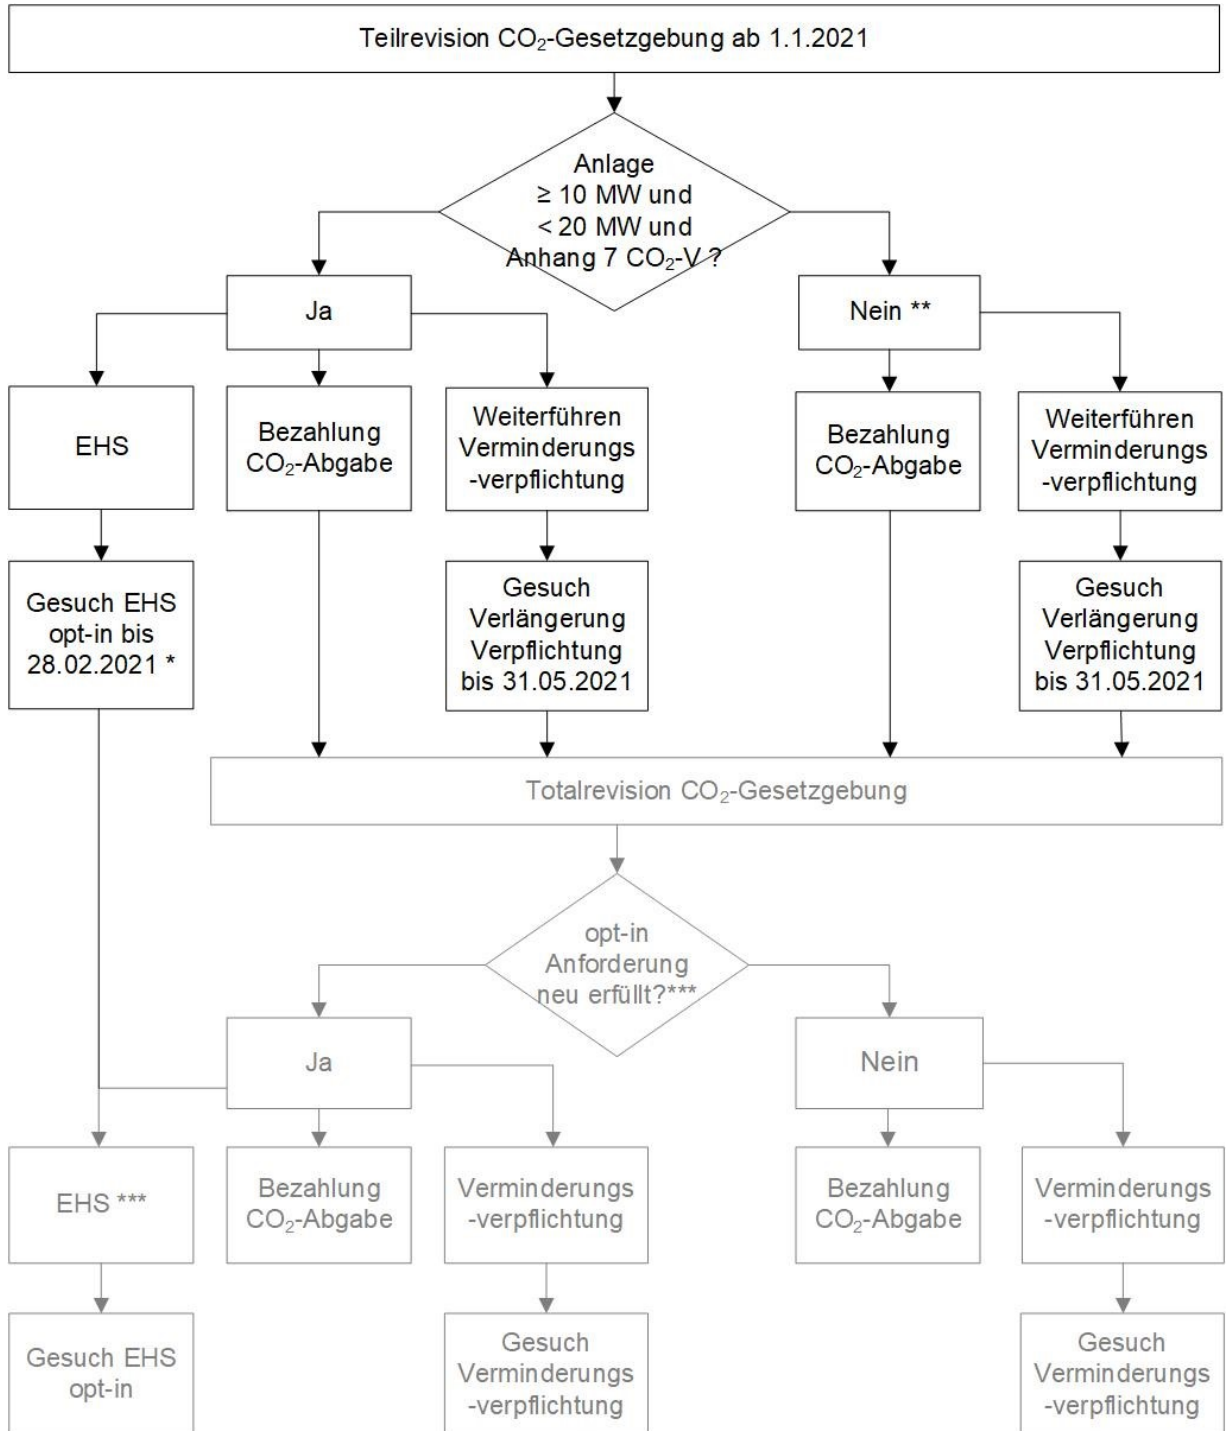 Teilrevision CO₂-Gesetzgebung ab 1.1.2021
Anlage
≥ 10 MW und
< 20 MW und
Anhang 7 CO₂-V ?
Ja
Nein **
EHS
Bezahlung
CO₂-Abgabe
Weiterführen
Verminderungs
-verpflichtung
Bezahlung
CO₂-Abgabe
Weiterführen
Verminderungs
-verpflichtung
Gesuch EHS
opt-in bis
28.02.2021 *
Gesuch
Verlängerung
Verpflichtung
bis 31.05.2021
Gesuch
Verlängerung
Verpflichtung
bis 31.05.2021
Totalrevision CO₂-Gesetzgebung
opt-in
Anforderung
neu erfüllt?***
Ja
Nein
EHS ***
Bezahlung
CO₂-Abgabe
Verminderungs
-verpflichtung
Bezahlung
CO₂-Abgabe
Verminderungs
-verpflichtung
Gesuch EHS
opt-in
Gesuch
Verminderungs
-verpflichtung
Gesuch
Verminderungs
-verpflichtung